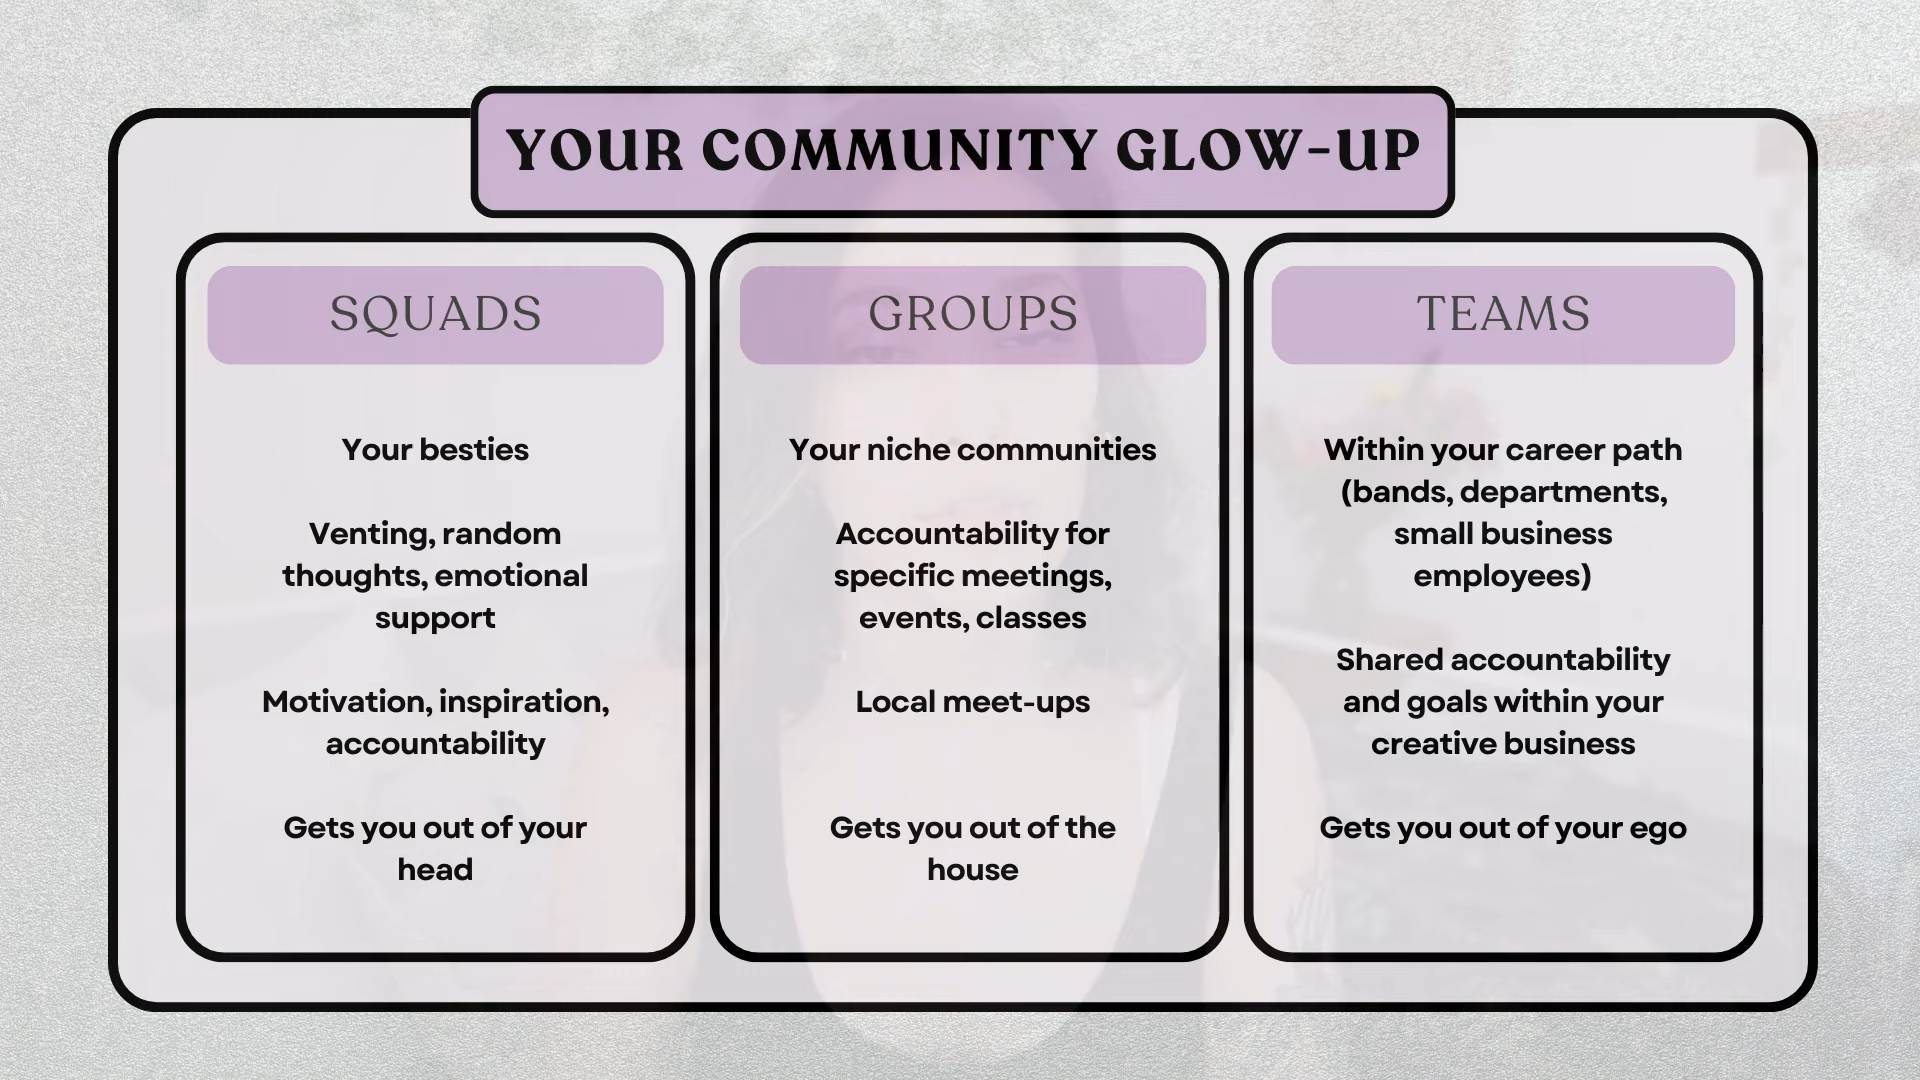 YOUR COMMUNITY GLOW-UP
SQUADS
Your besties
Venting, random
thoughts, emotional
support
Motivation, inspiration,
accountability
Gets you out of your
head
GROUPS
Your niche communities
Accountability for
specific meetings,
events, classes
Local meet-ups
Gets you out of the
house
TEAMS
Within your career path
(bands, departments,
small business
employees)
Shared accountability
and goals within your
creative business
Gets you out of your ego